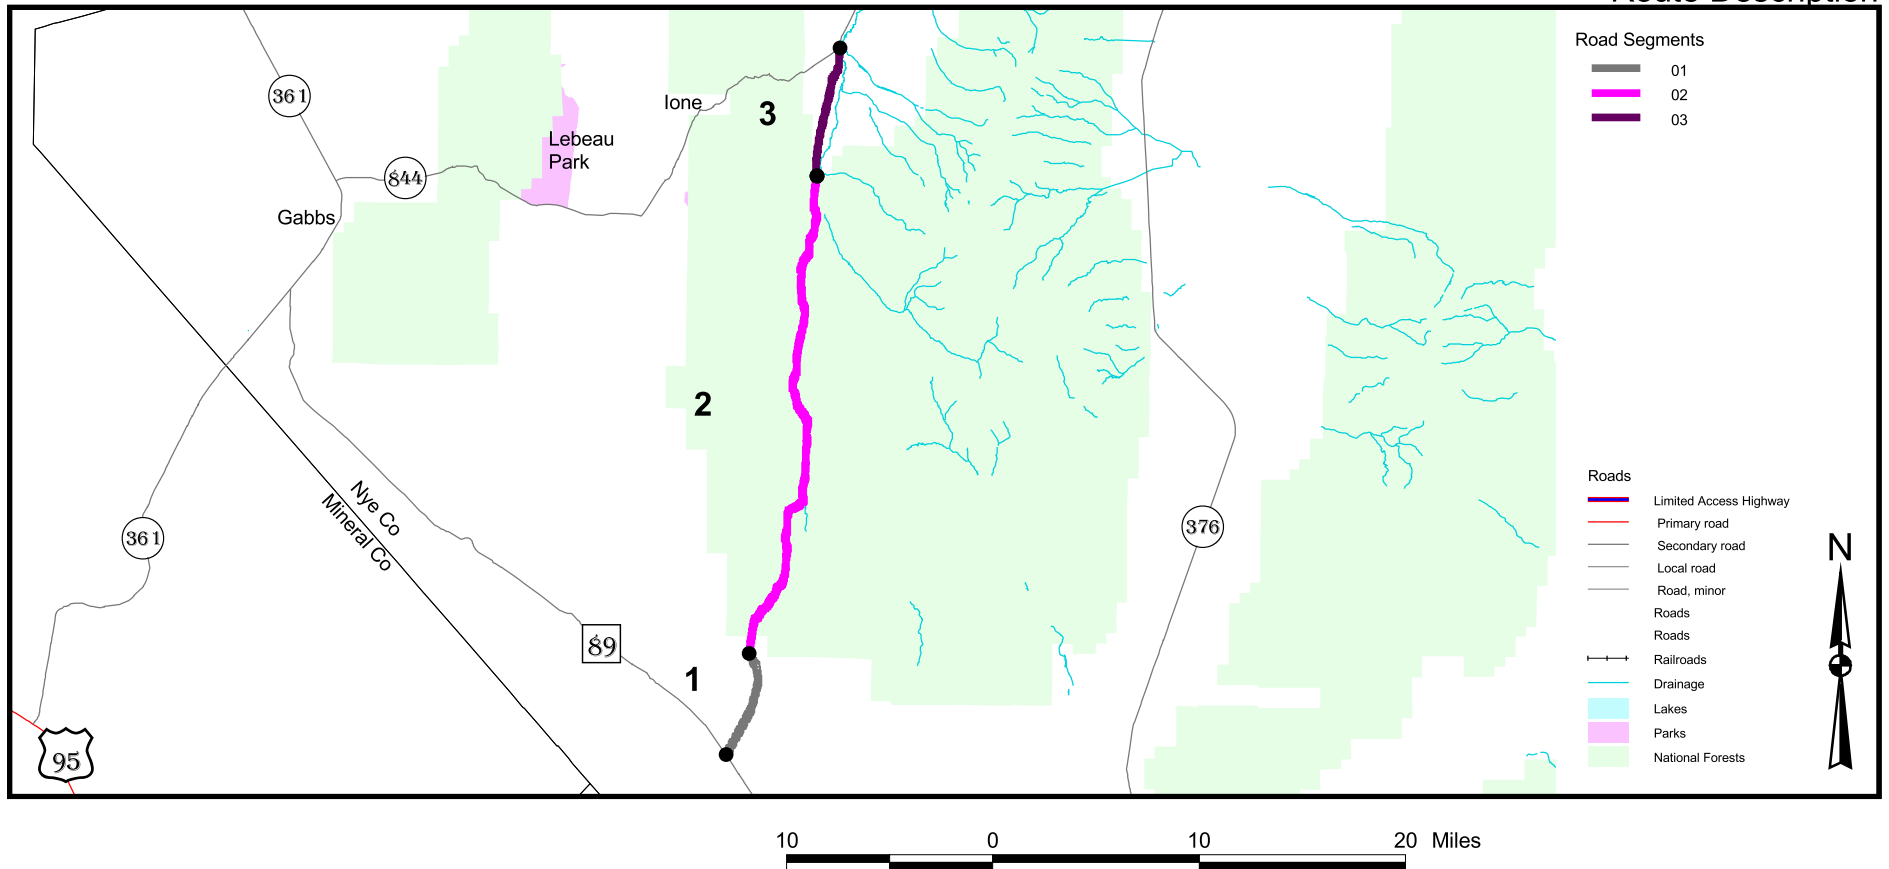 Route Description
Road Segments
01
02
03
361
Ione
3
Lebeau
Park
844
Gabbs
2
Nye Co
Mineral Co
361
376
89
1
95
Roads
Limited Access Highway
Primary road
Secondary road
Local road
Road, minor
Roads
Roads
Railroads
Drainage
Lakes
Parks
National Forests
N
10 0 10 20 Miles